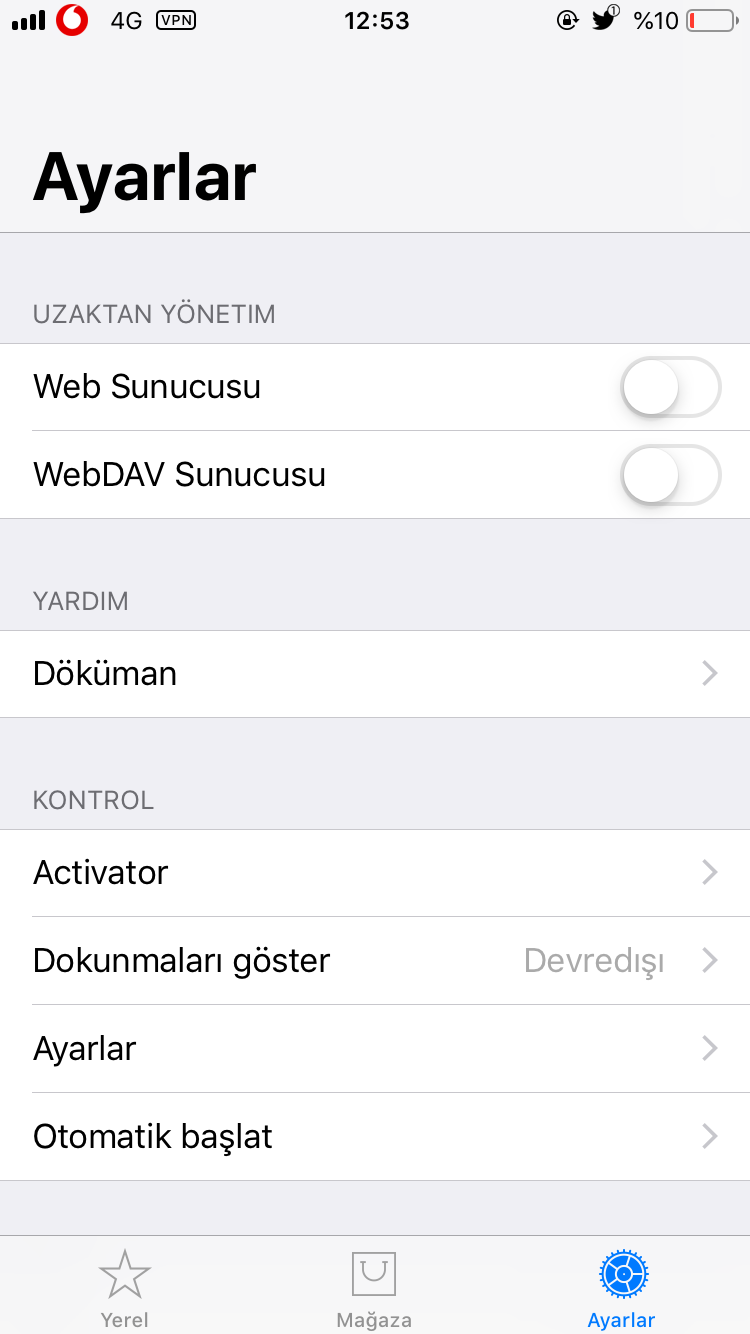 4G VPN 12:53 1 %10
Ayarlar
UZAKTAN YÖNETIM
Web Sunucusu
WebDAV Sunucusu
YARDIM
Döküman
KONTROL
Activator
Dokunmaları göster Devredışı
Ayarlar
Otomatik başlat
Yerel Mağaza Ayarlar